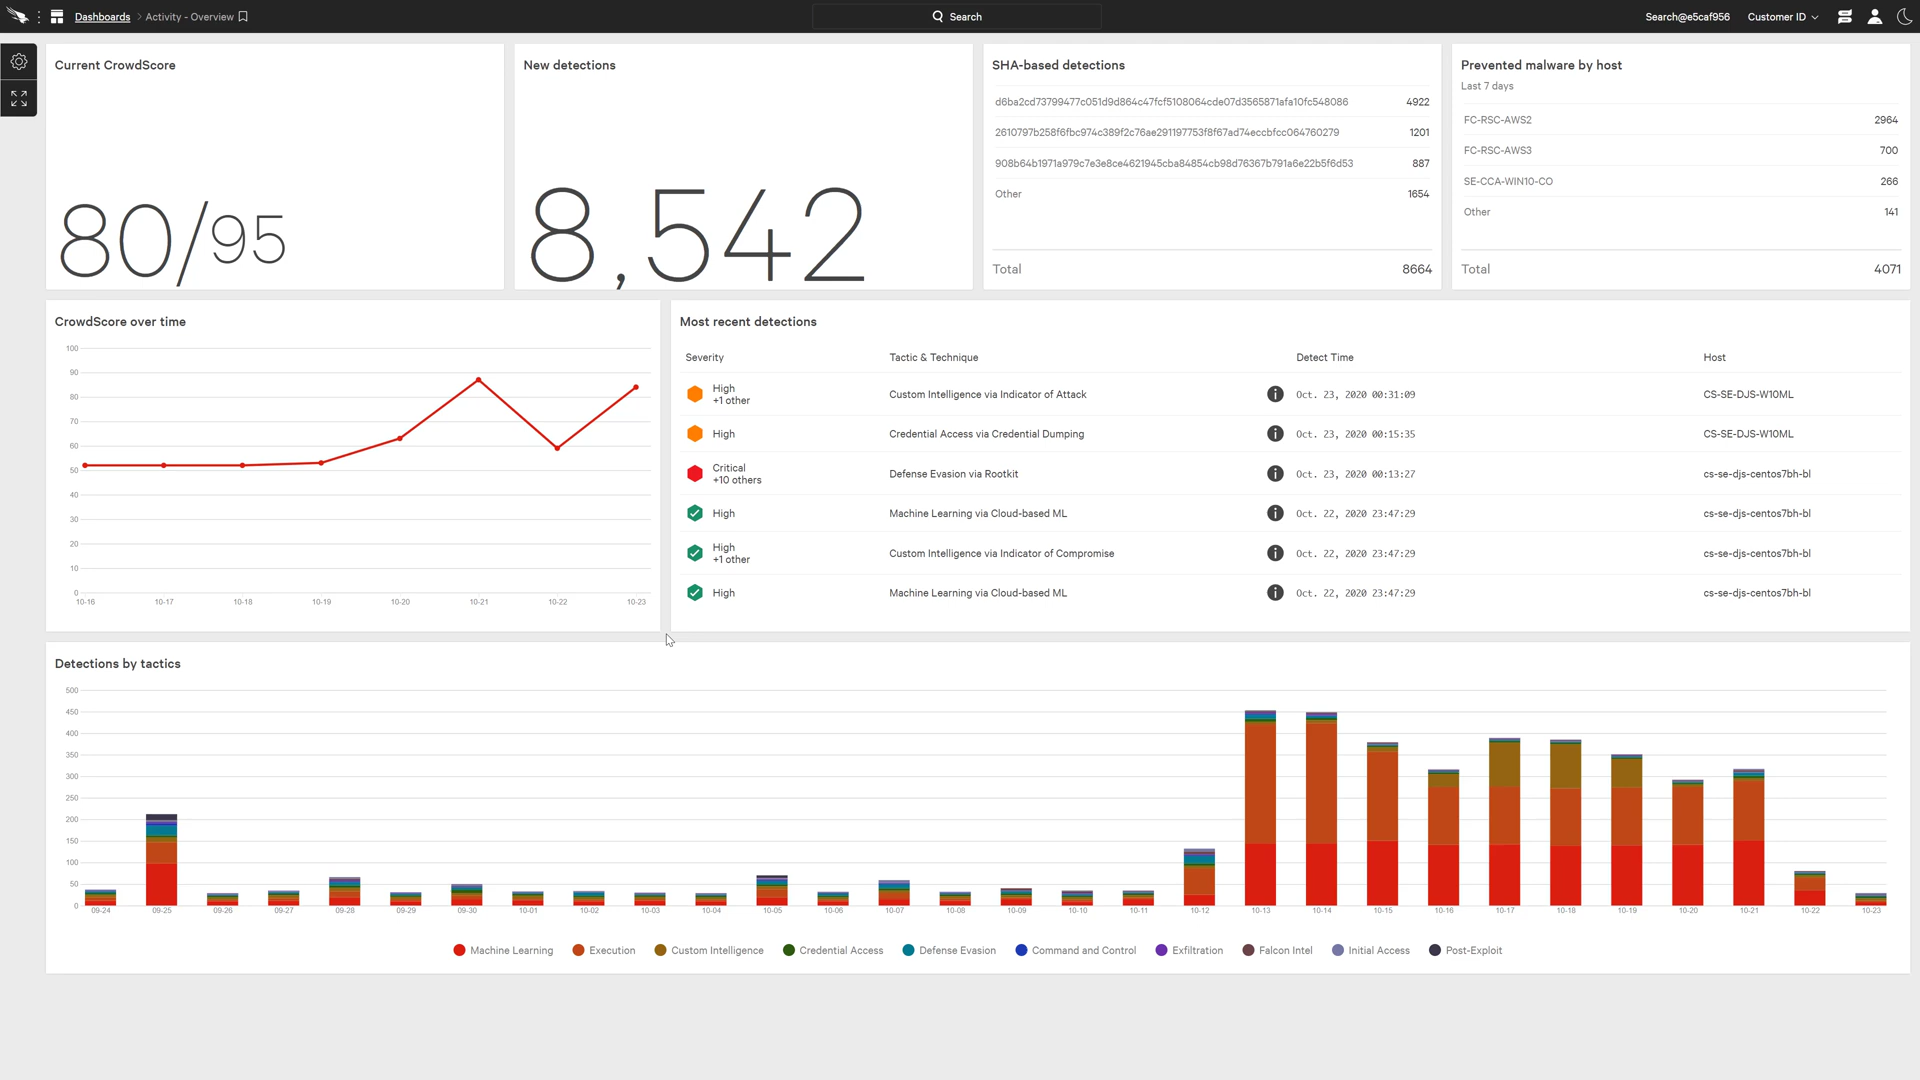 Dashboards Activity - Overview
Search
Search@e5caf956 Customer ID
Current CrowdScore
80/95
New detections
8,542
SHA-based detections
d6ba2cd73799477c051d9d864c47fcf5108064cde07d3565871afa10fc548086 4922
2610797b258f6fbc974c389f2c76ae291197753f8f67ad74eccbfcc064760279 1201
908b64b1971a979c7e3e8ce4621945cba84854cb98d76367b791a6e22b5f6d53 887
Other 1654
Total 8664
Prevented malware by host
Last 7 days
FC-RSC-AWS2 2964
FC-RSC-AWS3 700
SE-CCA-WIN10-CO 266
Other 141
Total 4071
CrowdScore over time
100
90
80
70
60
50
40
30
20
10
0
10-16 10-17 10-18 10-19 10-20 10-21 10-22 10-23
Most recent detections
Severity Tactic & Technique Detect Time Host
High
+1 other
Custom Intelligence via Indicator of Attack Oct. 23, 2020 00:31:09 CS-SE-DJS-W10ML
High Credential Access via Credential Dumping Oct. 23, 2020 00:15:35 CS-SE-DJS-W10ML
Critical
+10 others
Defense Evasion via Rootkit Oct. 23, 2020 00:13:27 cs-se-djs-centos7bh-bl
High Machine Learning via Cloud-based ML Oct. 22, 2020 23:47:29 cs-se-djs-centos7bh-bl
High
+1 other
Custom Intelligence via Indicator of Compromise Oct. 22, 2020 23:47:29 cs-se-djs-centos7bh-bl
High Machine Learning via Cloud-based ML Oct. 22, 2020 23:47:29 cs-se-djs-centos7bh-bl
Detections by tactics
500
450
400
350
300
250
200
150
100
50
0
09-24 09-25 09-26 09-27 09-28 09-29 09-30 10-01 10-02 10-03 10-04 10-05 10-06 10-07 10-08 10-09 10-10 10-11 10-12 10-13 10-14 10-15 10-16 10-17 10-18 10-19 10-20 10-21 10-22 10-23
Machine Learning Execution Custom Intelligence Credential Access Defense Evasion Command and Control Exfiltration Falcon Intel Initial Access Post-Exploit